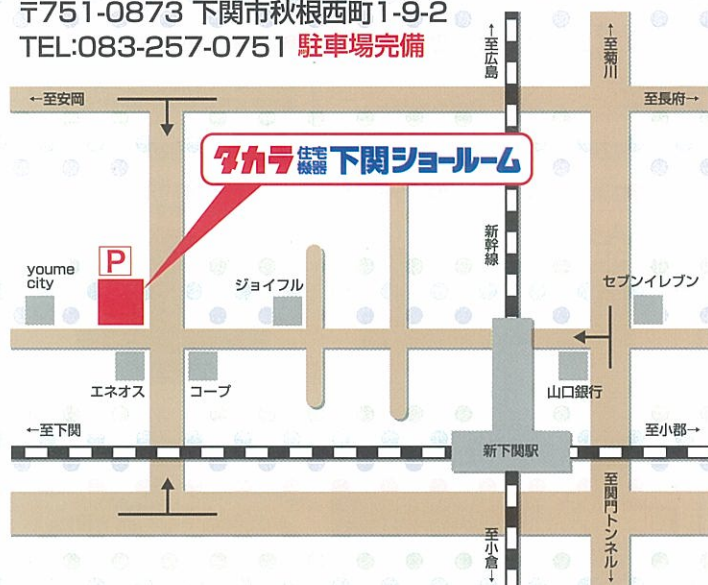 〒751-0873 下関市秋根西町1-9-2
TEL:083-257-0751 駐車場完備
←至広島
←至菊川
←至安岡
至長府→
タカラ住宅機器下関ショールーム
新幹線
P
youme
city
ジョイフル
セブンイレブン
エネオス
コープ
山口銀行
←至下関
至小郡→
新下関駅
至小倉→
至関門トンネル→